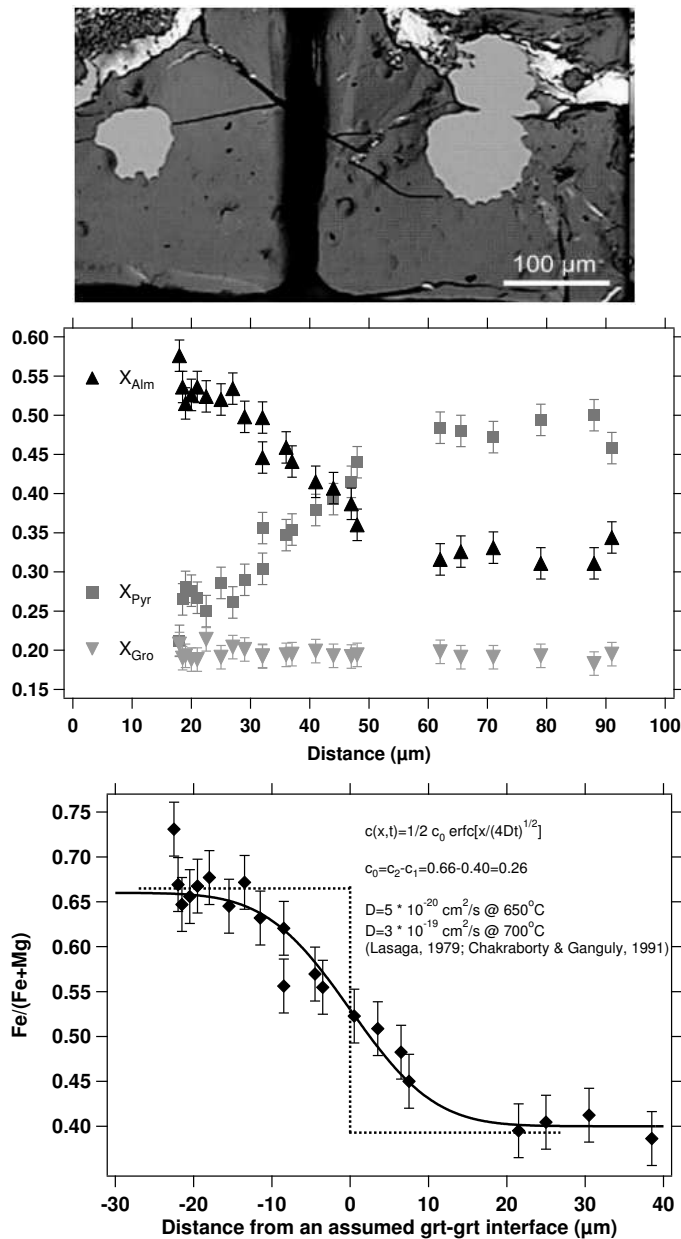 100 µm
0.60
0.55
0.50
0.45
0.40
0.35
0.30
0.25
0.20
0.15
X_Alm
X_Pyr
X_Gro
0 10 20 30 40 50 60 70 80 90 100
Distance (µm)
0.75
0.70
0.65
0.60
0.55
0.50
0.45
0.40
Fe/(Fe+Mg)
c(x,t)=1/2 c₀ erfc[x/(4Dt)^1/2]
c₀=c₂-c₁=0.66-0.40=0.26
D=5 * 10^-20 cm²/s @ 650°C
D=3 * 10^-19 cm²/s @ 700°C
(Lasaga, 1979; Chakraborty & Ganguly, 1991)
-30 -20 -10 0 10 20 30 40
Distance from an assumed grt-grt interface (µm)